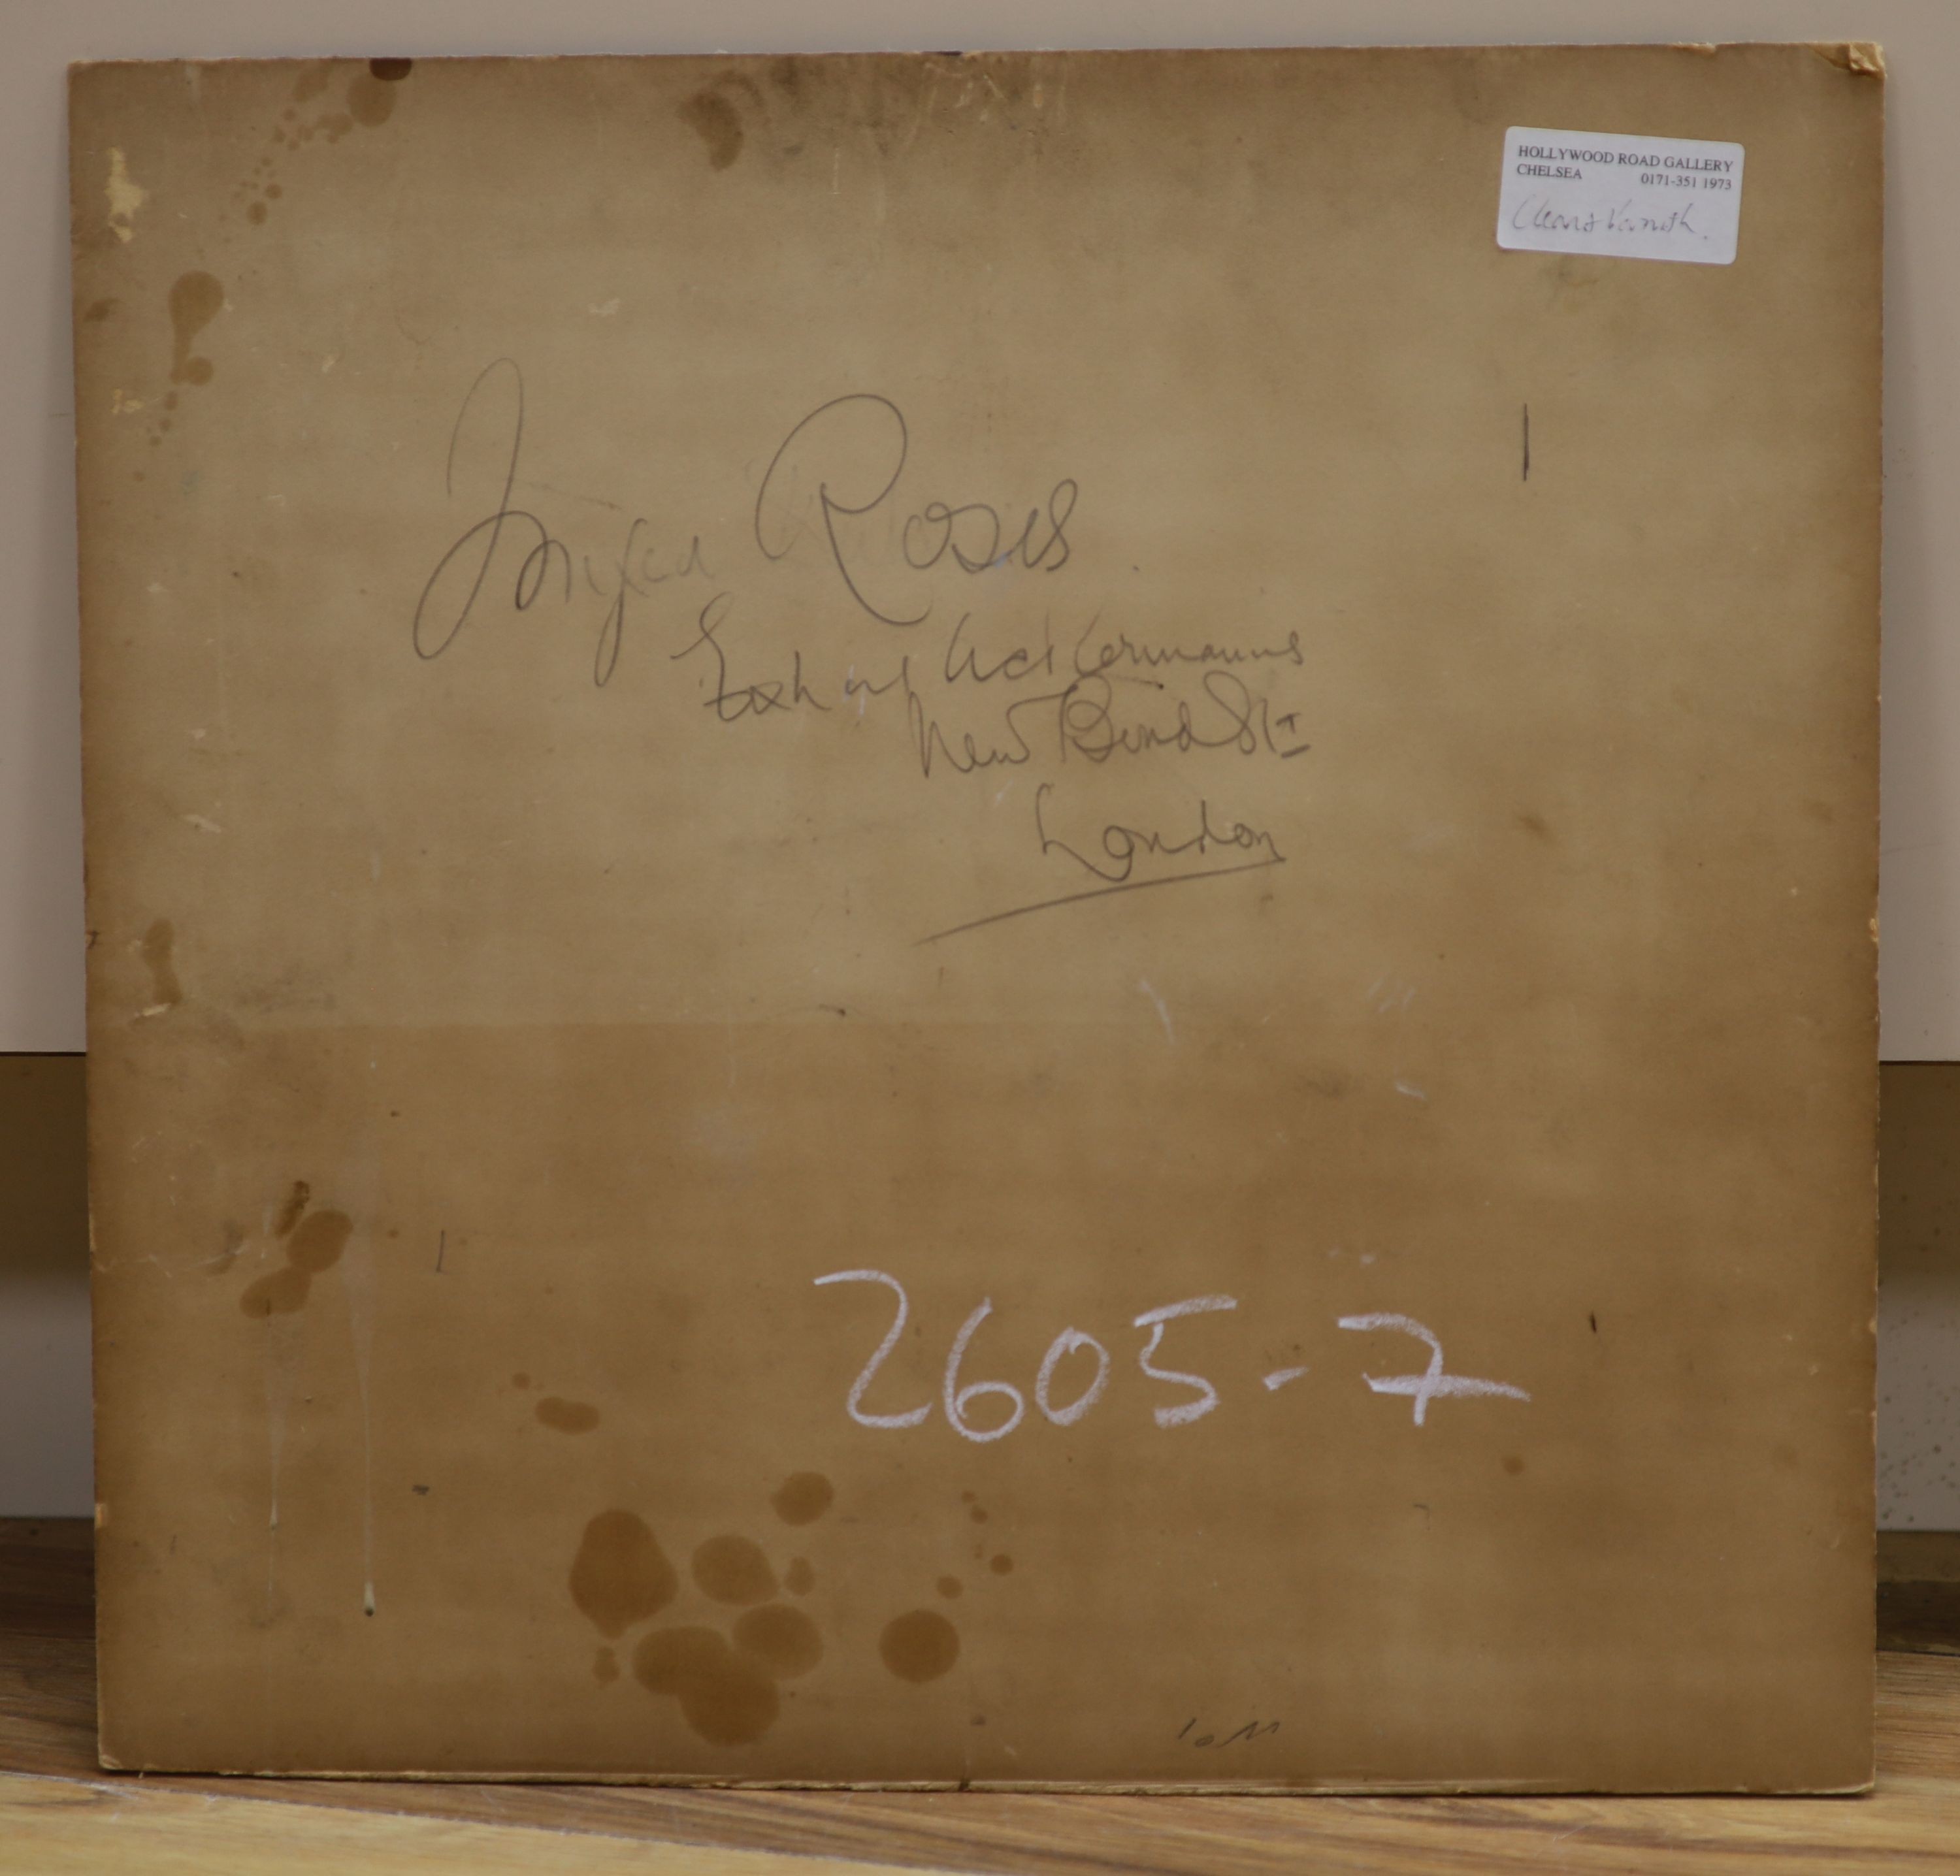 HOLLYWOOD ROAD GALLERY
CHELSEA 0171-351 1973
Clean & Varnish.
Roses
Exh at Ackermanns
New Bond St
London
2605-7